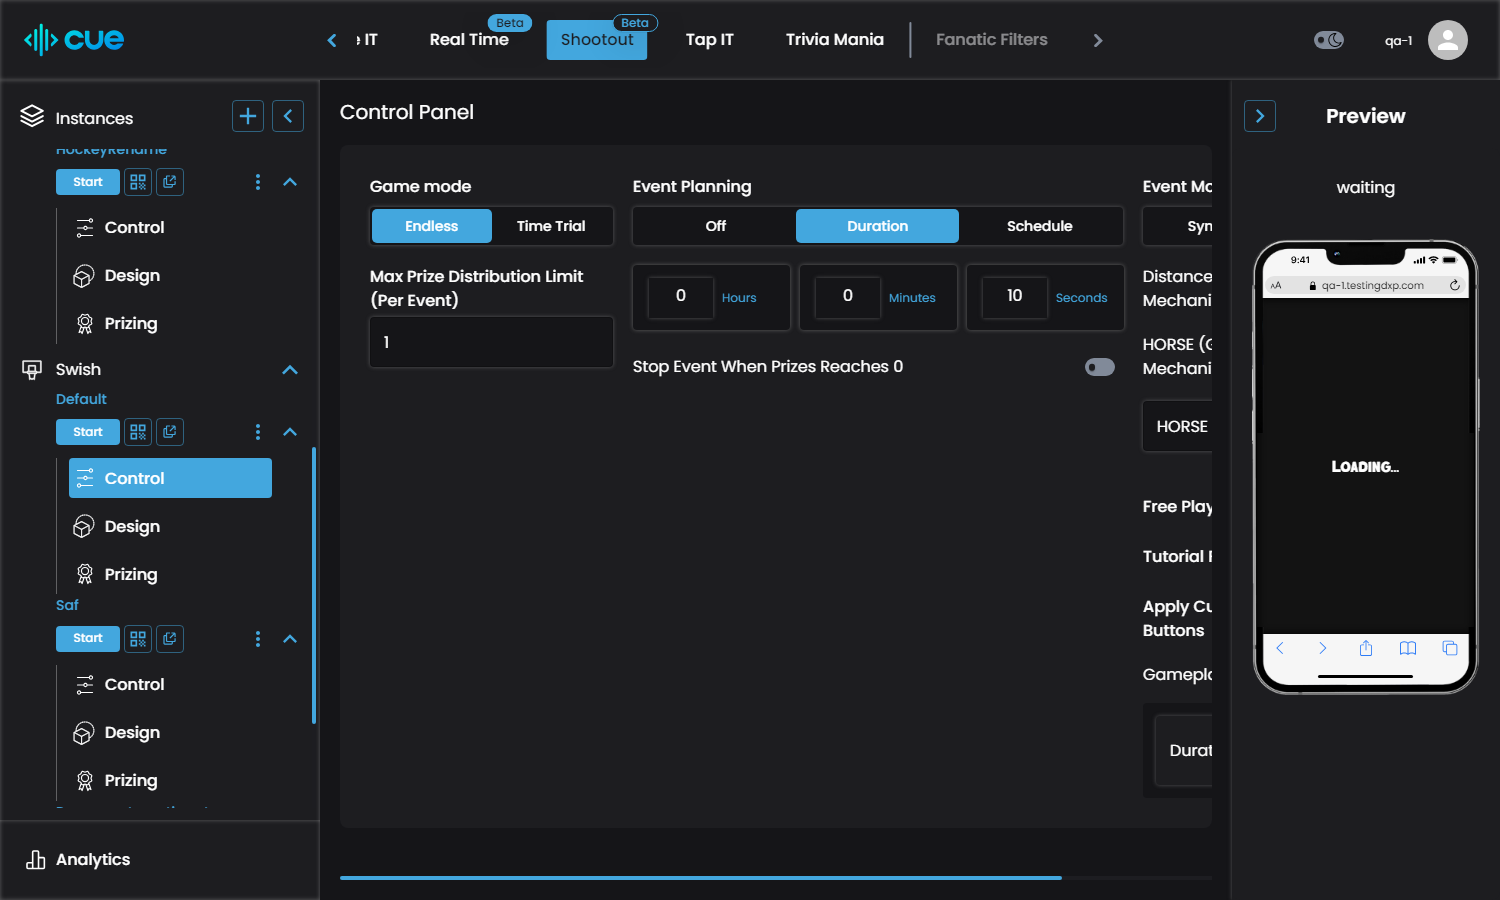 cue
IT
Real Time
Beta
Shootout
Beta
Tap IT
Trivia Mania
Fanatic Filters
qa-1
Instances
HockeyRename
Start
Control
Design
Prizing
Swish
Default
Start
Control
Design
Prizing
Saf
Start
Control
Design
Prizing
Analytics
Control Panel
Game mode
Endless
Time Trial
Max Prize Distribution Limit
(Per Event)
1
Event Planning
Off
Duration
Schedule
0
Hours
0
Minutes
10
Seconds
Stop Event When Prizes Reaches 0
Event Mo
Syn
Distance
Mechani
HORSE (G
Mechani
HORSE
Free Play
Tutorial
Apply Cu
Buttons
Gamepla
Durat
Preview
waiting
9:41
AA
qa-1.testingdxp.com
LOADING...